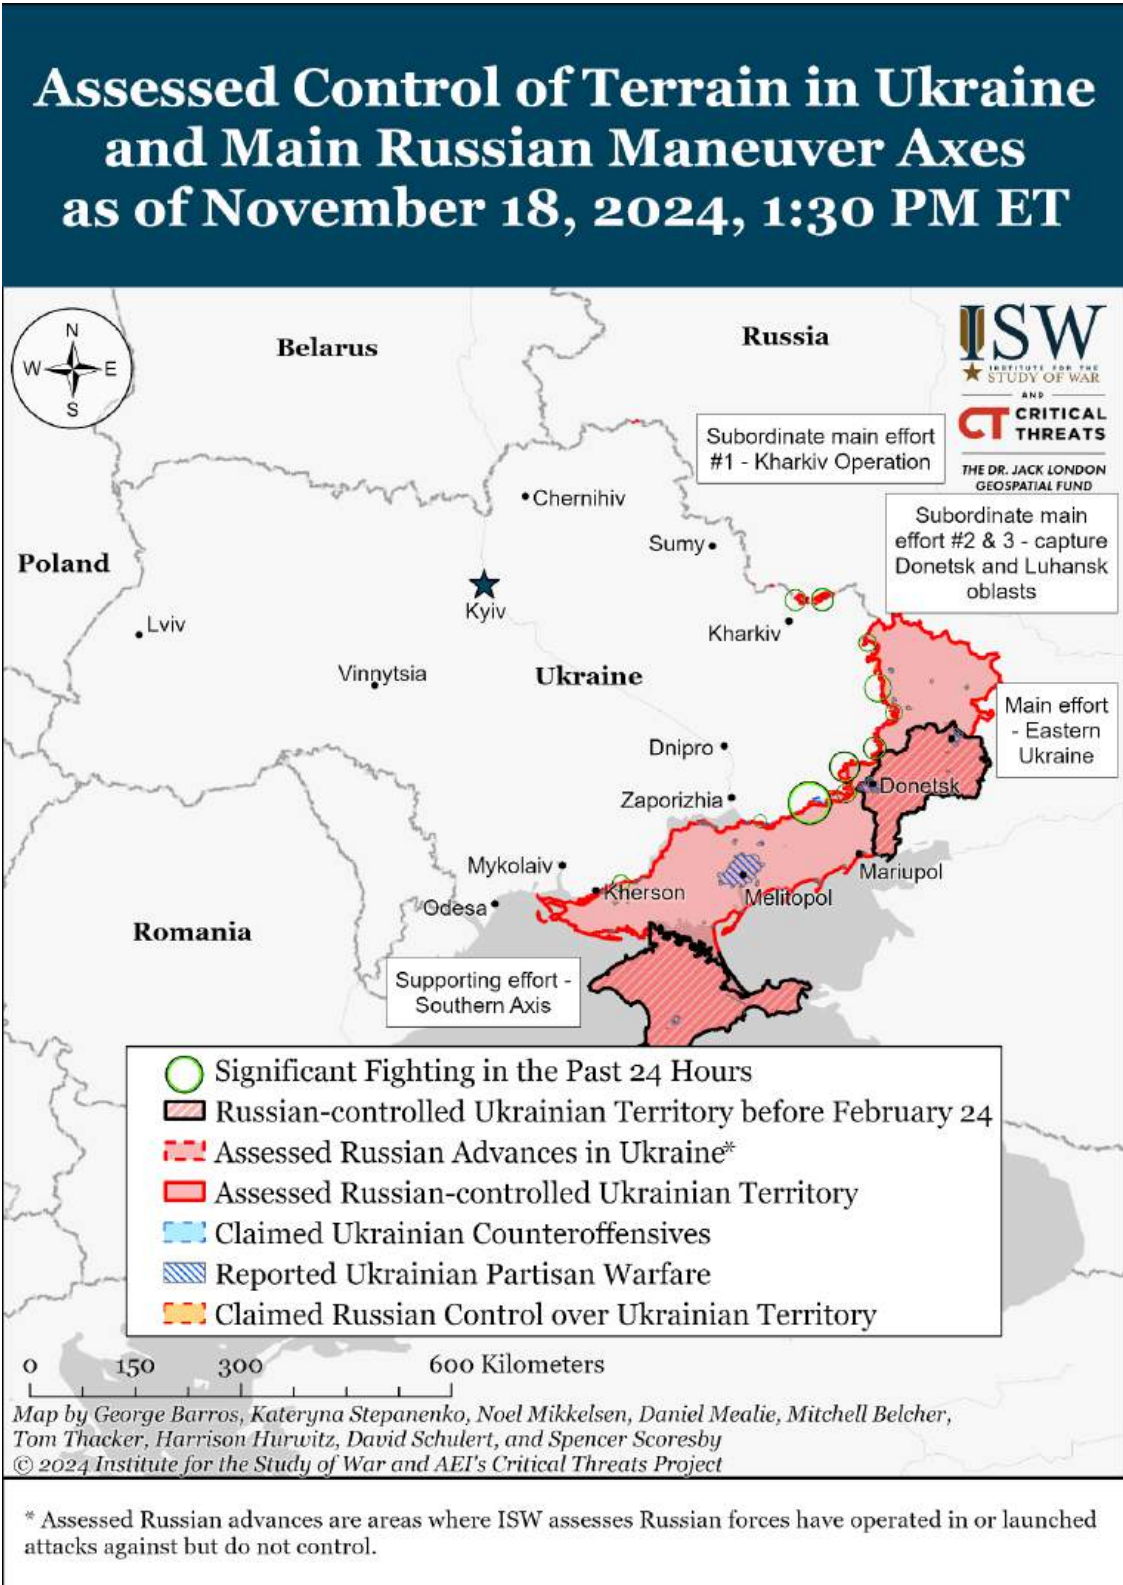 Assessed Control of Terrain in Ukraine
and Main Russian Maneuver Axes
as of November 18, 2024, 1:30 PM ET
N
W
E
S
Belarus
Russia
ISW
INSTITUTE FOR THE
STUDY OF WAR
AND
CT CRITICAL
THREATS
THE DR. JACK LONDON
GEOSPATIAL FUND
Subordinate main effort
#1 - Kharkiv Operation
Subordinate main
effort #2 & 3 - capture
Donetsk and Luhansk
oblasts
Chernihiv
Sumy
Poland
Kyiv
Lviv
Kharkiv
Vinnytsia
Ukraine
Main effort
- Eastern
Ukraine
Dnipro
Donetsk
Zaporizhia
Mykolaiv
Mariupol
Kherson
Melitopol
Odesa
Romania
Supporting effort -
Southern Axis
Significant Fighting in the Past 24 Hours
Russian-controlled Ukrainian Territory before February 24
Assessed Russian Advances in Ukraine*
Assessed Russian-controlled Ukrainian Territory
Claimed Ukrainian Counteroffensives
Reported Ukrainian Partisan Warfare
Claimed Russian Control over Ukrainian Territory
0 150 300 600 Kilometers
Map by George Barros, Kateryna Stepanenko, Noel Mikkelsen, Daniel Mealie, Mitchell Belcher,
Tom Thacker, Harrison Hurwitz, David Schulert, and Spencer Scoresby
© 2024 Institute for the Study of War and AEI's Critical Threats Project
* Assessed Russian advances are areas where ISW assesses Russian forces have operated in or launched
attacks against but do not control.